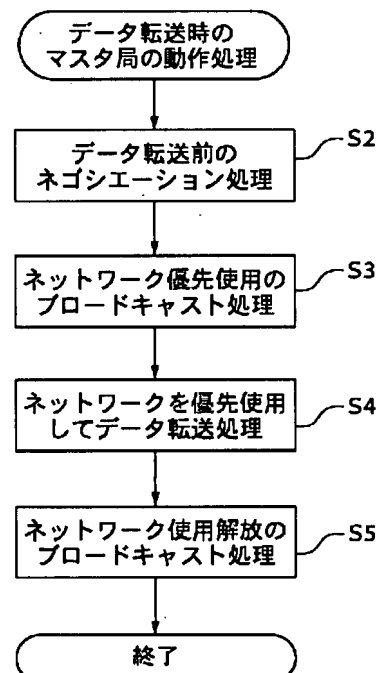 データ転送時の
マスタ局の動作処理
データ転送前の
ネゴシエーション処理
S2
ネットワーク優先使用の
ブロードキャスト処理
S3
ネットワークを優先使用
してデータ転送処理
S4
ネットワーク使用解放の
ブロードキャスト処理
S5
終了